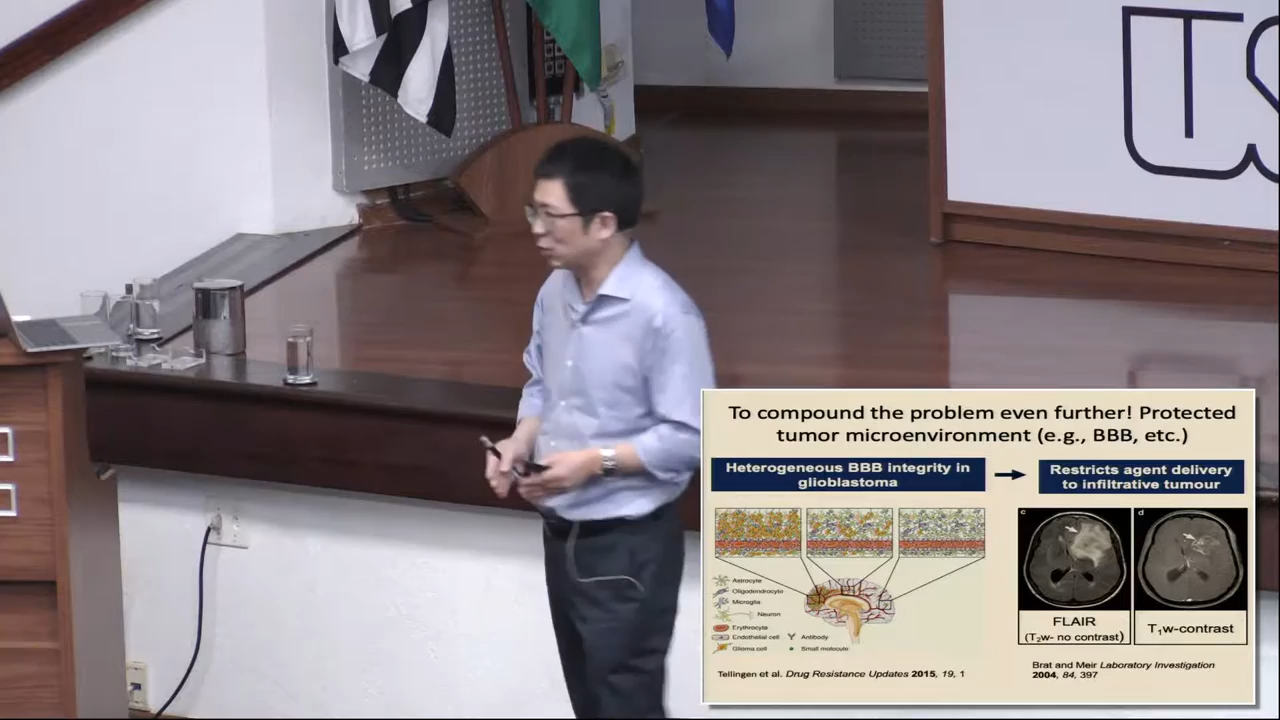 To compound the problem even further! Protected
tumor microenvironment (e.g., BBB, etc.)
Heterogeneous BBB integrity in
glioblastoma
Restricts agent delivery
to infiltrative tumour
c
d
Astrocyte
Oligodendrocyte
Microglia
Neuron
Erythrocyte
Endothelial cell
Antibody
Glioma cell
Small molecule
FLAIR
(T₂w- no contrast)
T₁w-contrast
Tellingen et al. Drug Resistance Updates 2015, 19, 1
Brat and Meir Laboratory Investigation
2004, 84, 397